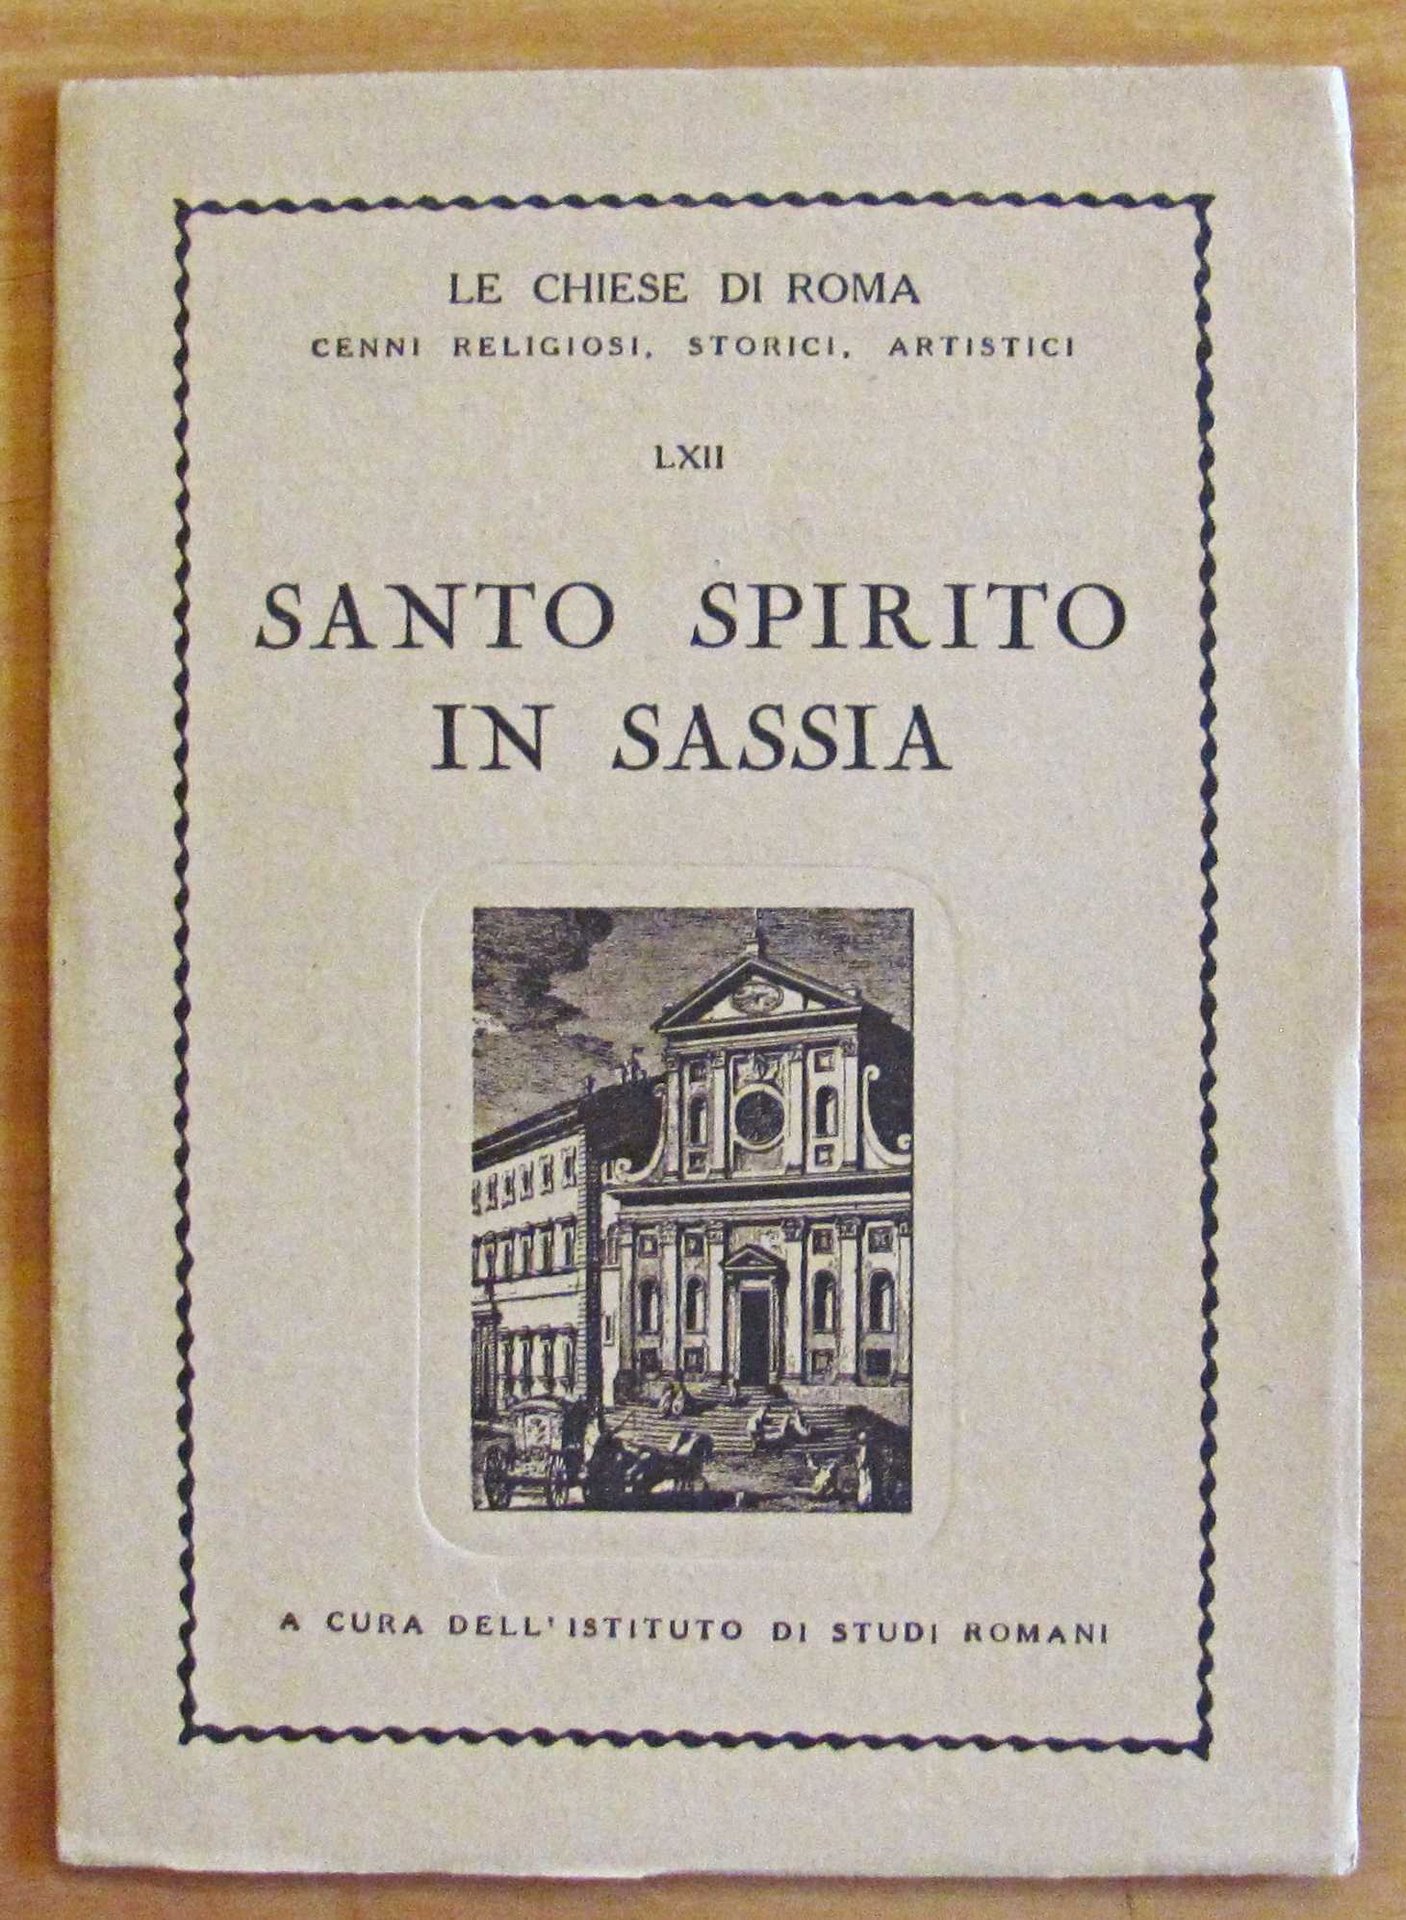 LE CHIESE DI ROMA
CENNI RELIGIOSI, STORICI, ARTISTICI
LXII
SANTO SPIRITO
IN SASSIA
A CURA DELL'ISTITUTO DI STUDI ROMANI